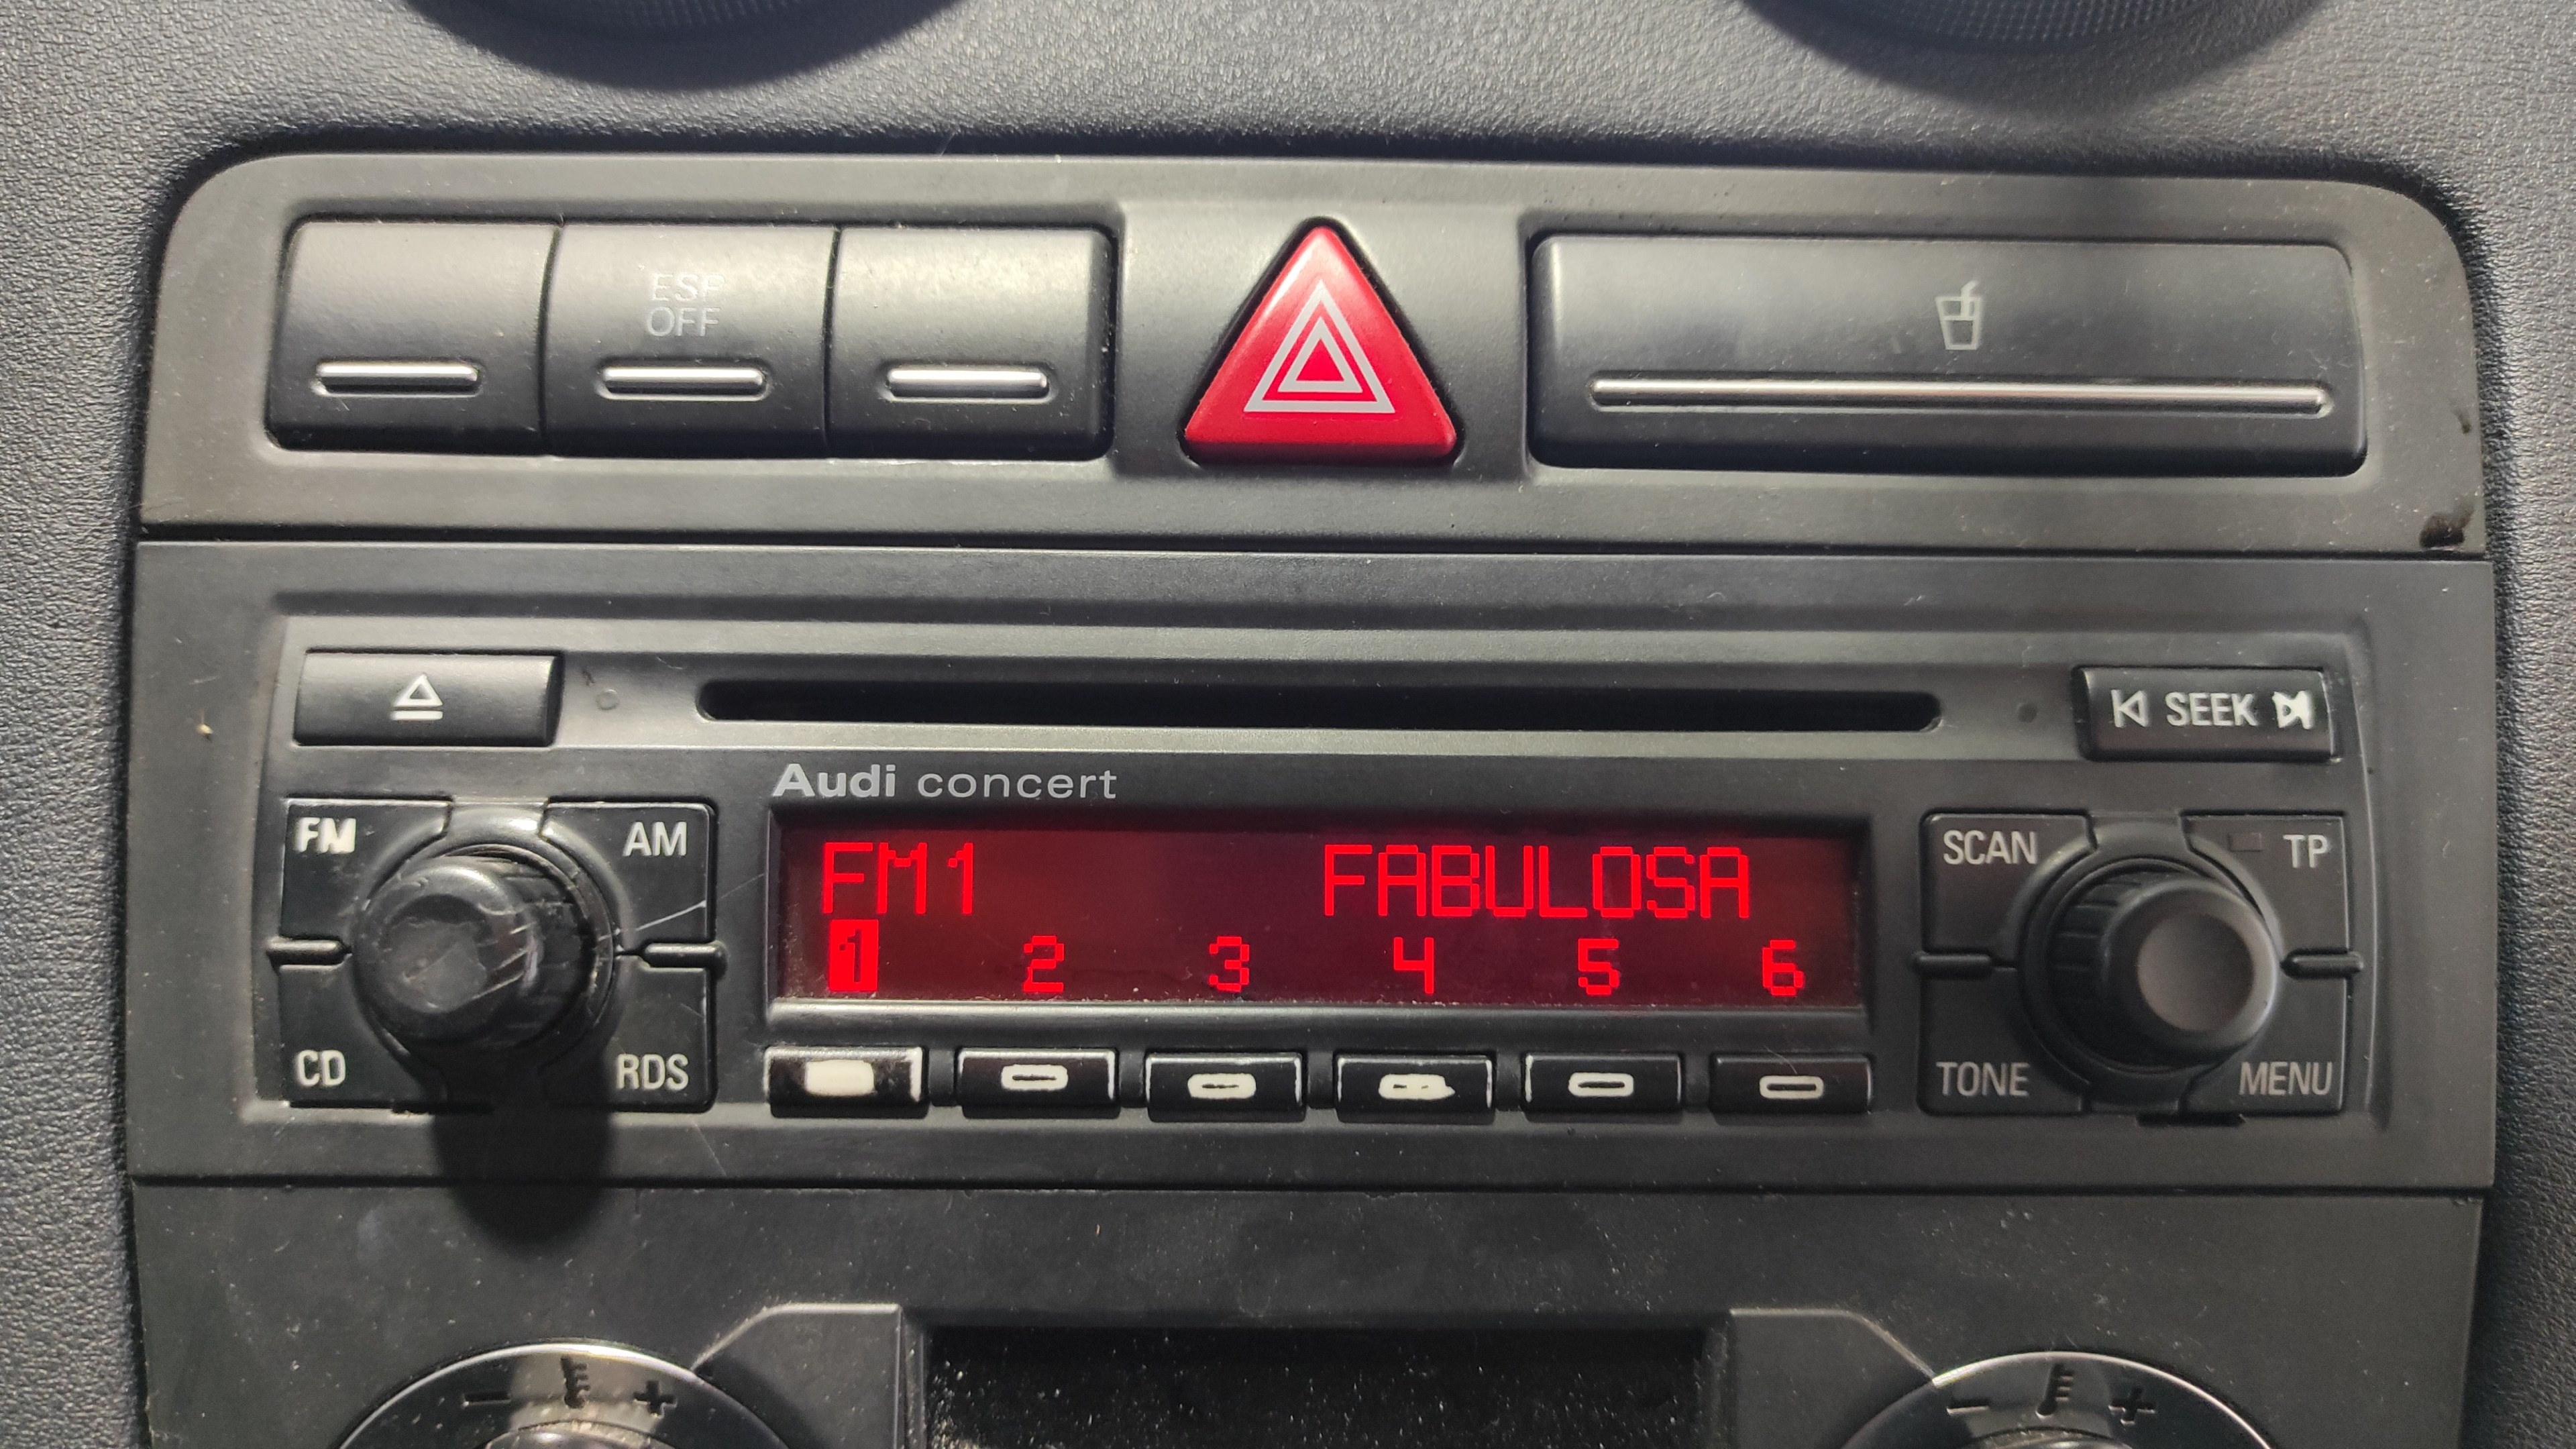 ESP
OFF
SEEK
Audi concert
FM
AM
FM1 FABULOSA
SCAN
TP
1 2 3 4 5 6
CD
RDS
TONE
MENU
- +
- +